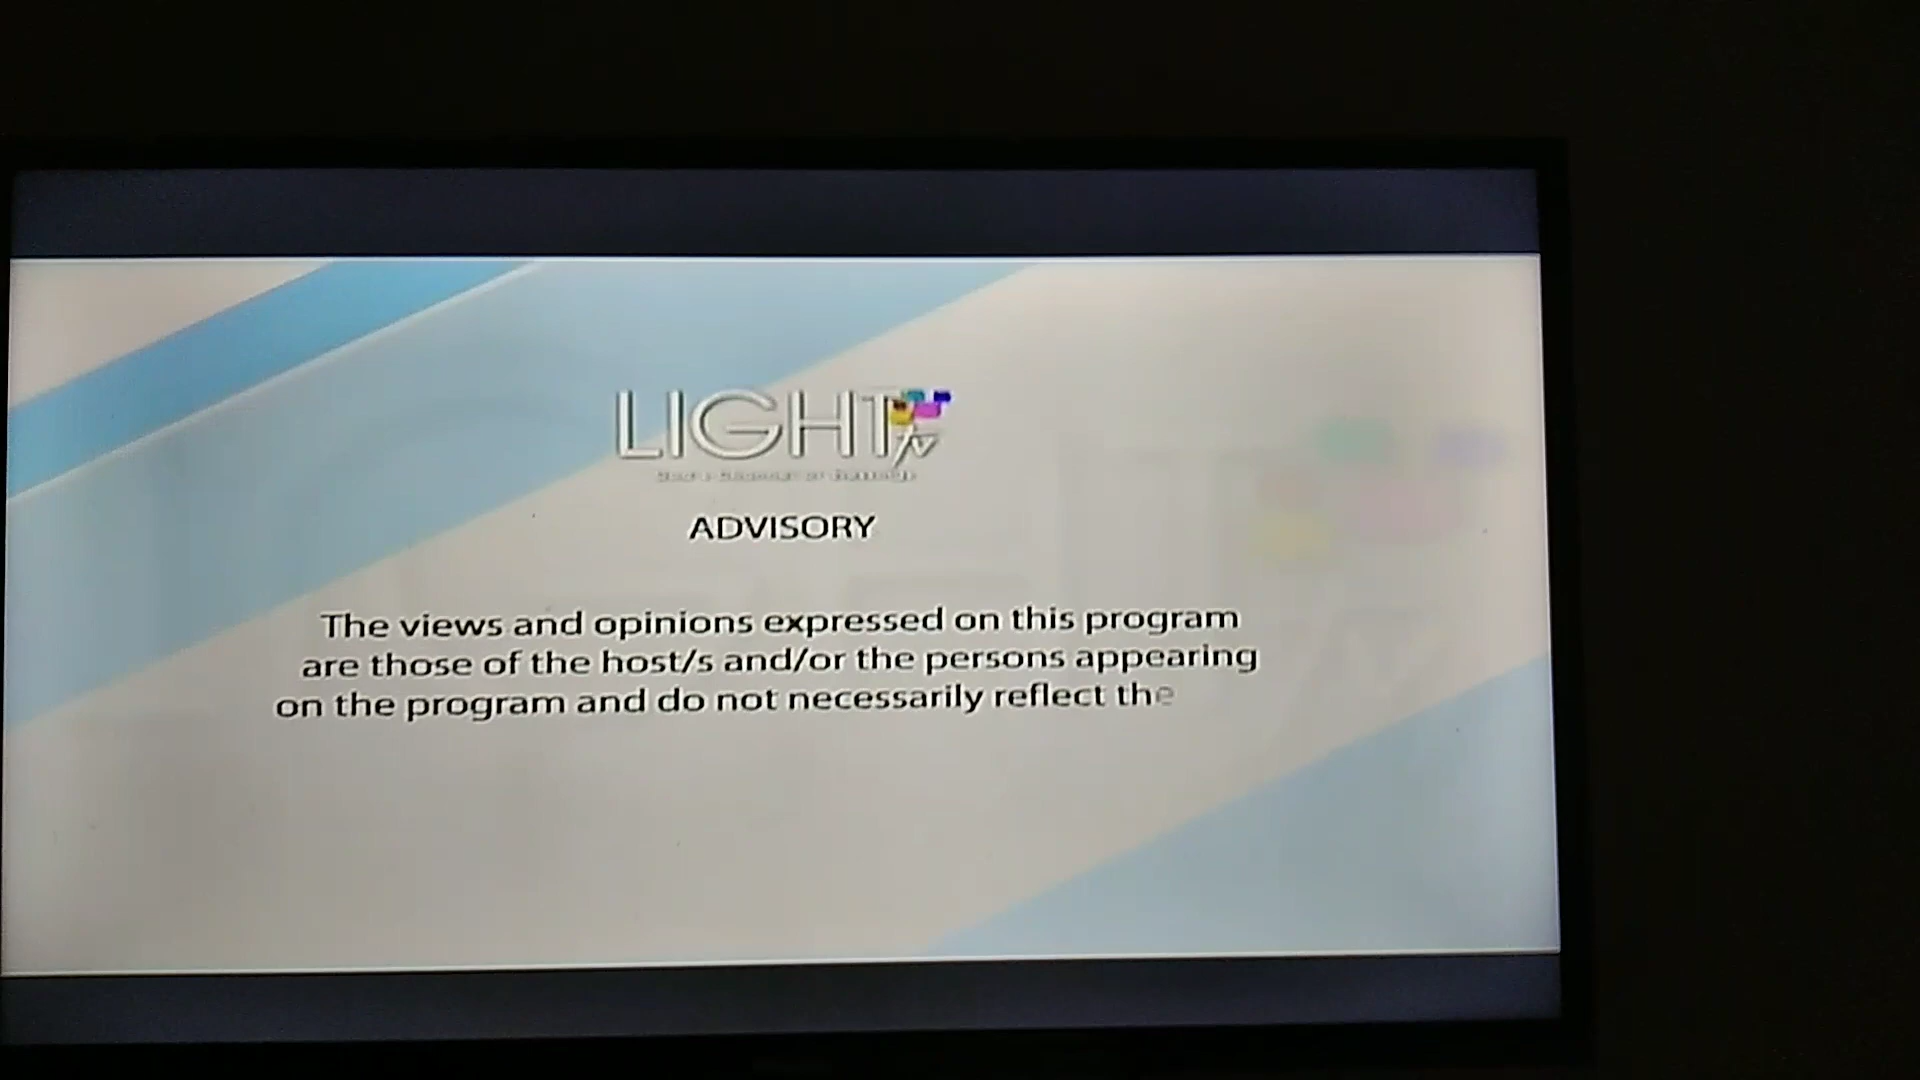 LIGHT TV
ADVISORY
The views and opinions expressed on this program
are those of the host/s and/or the persons appearing
on the program and do not necessarily reflect the